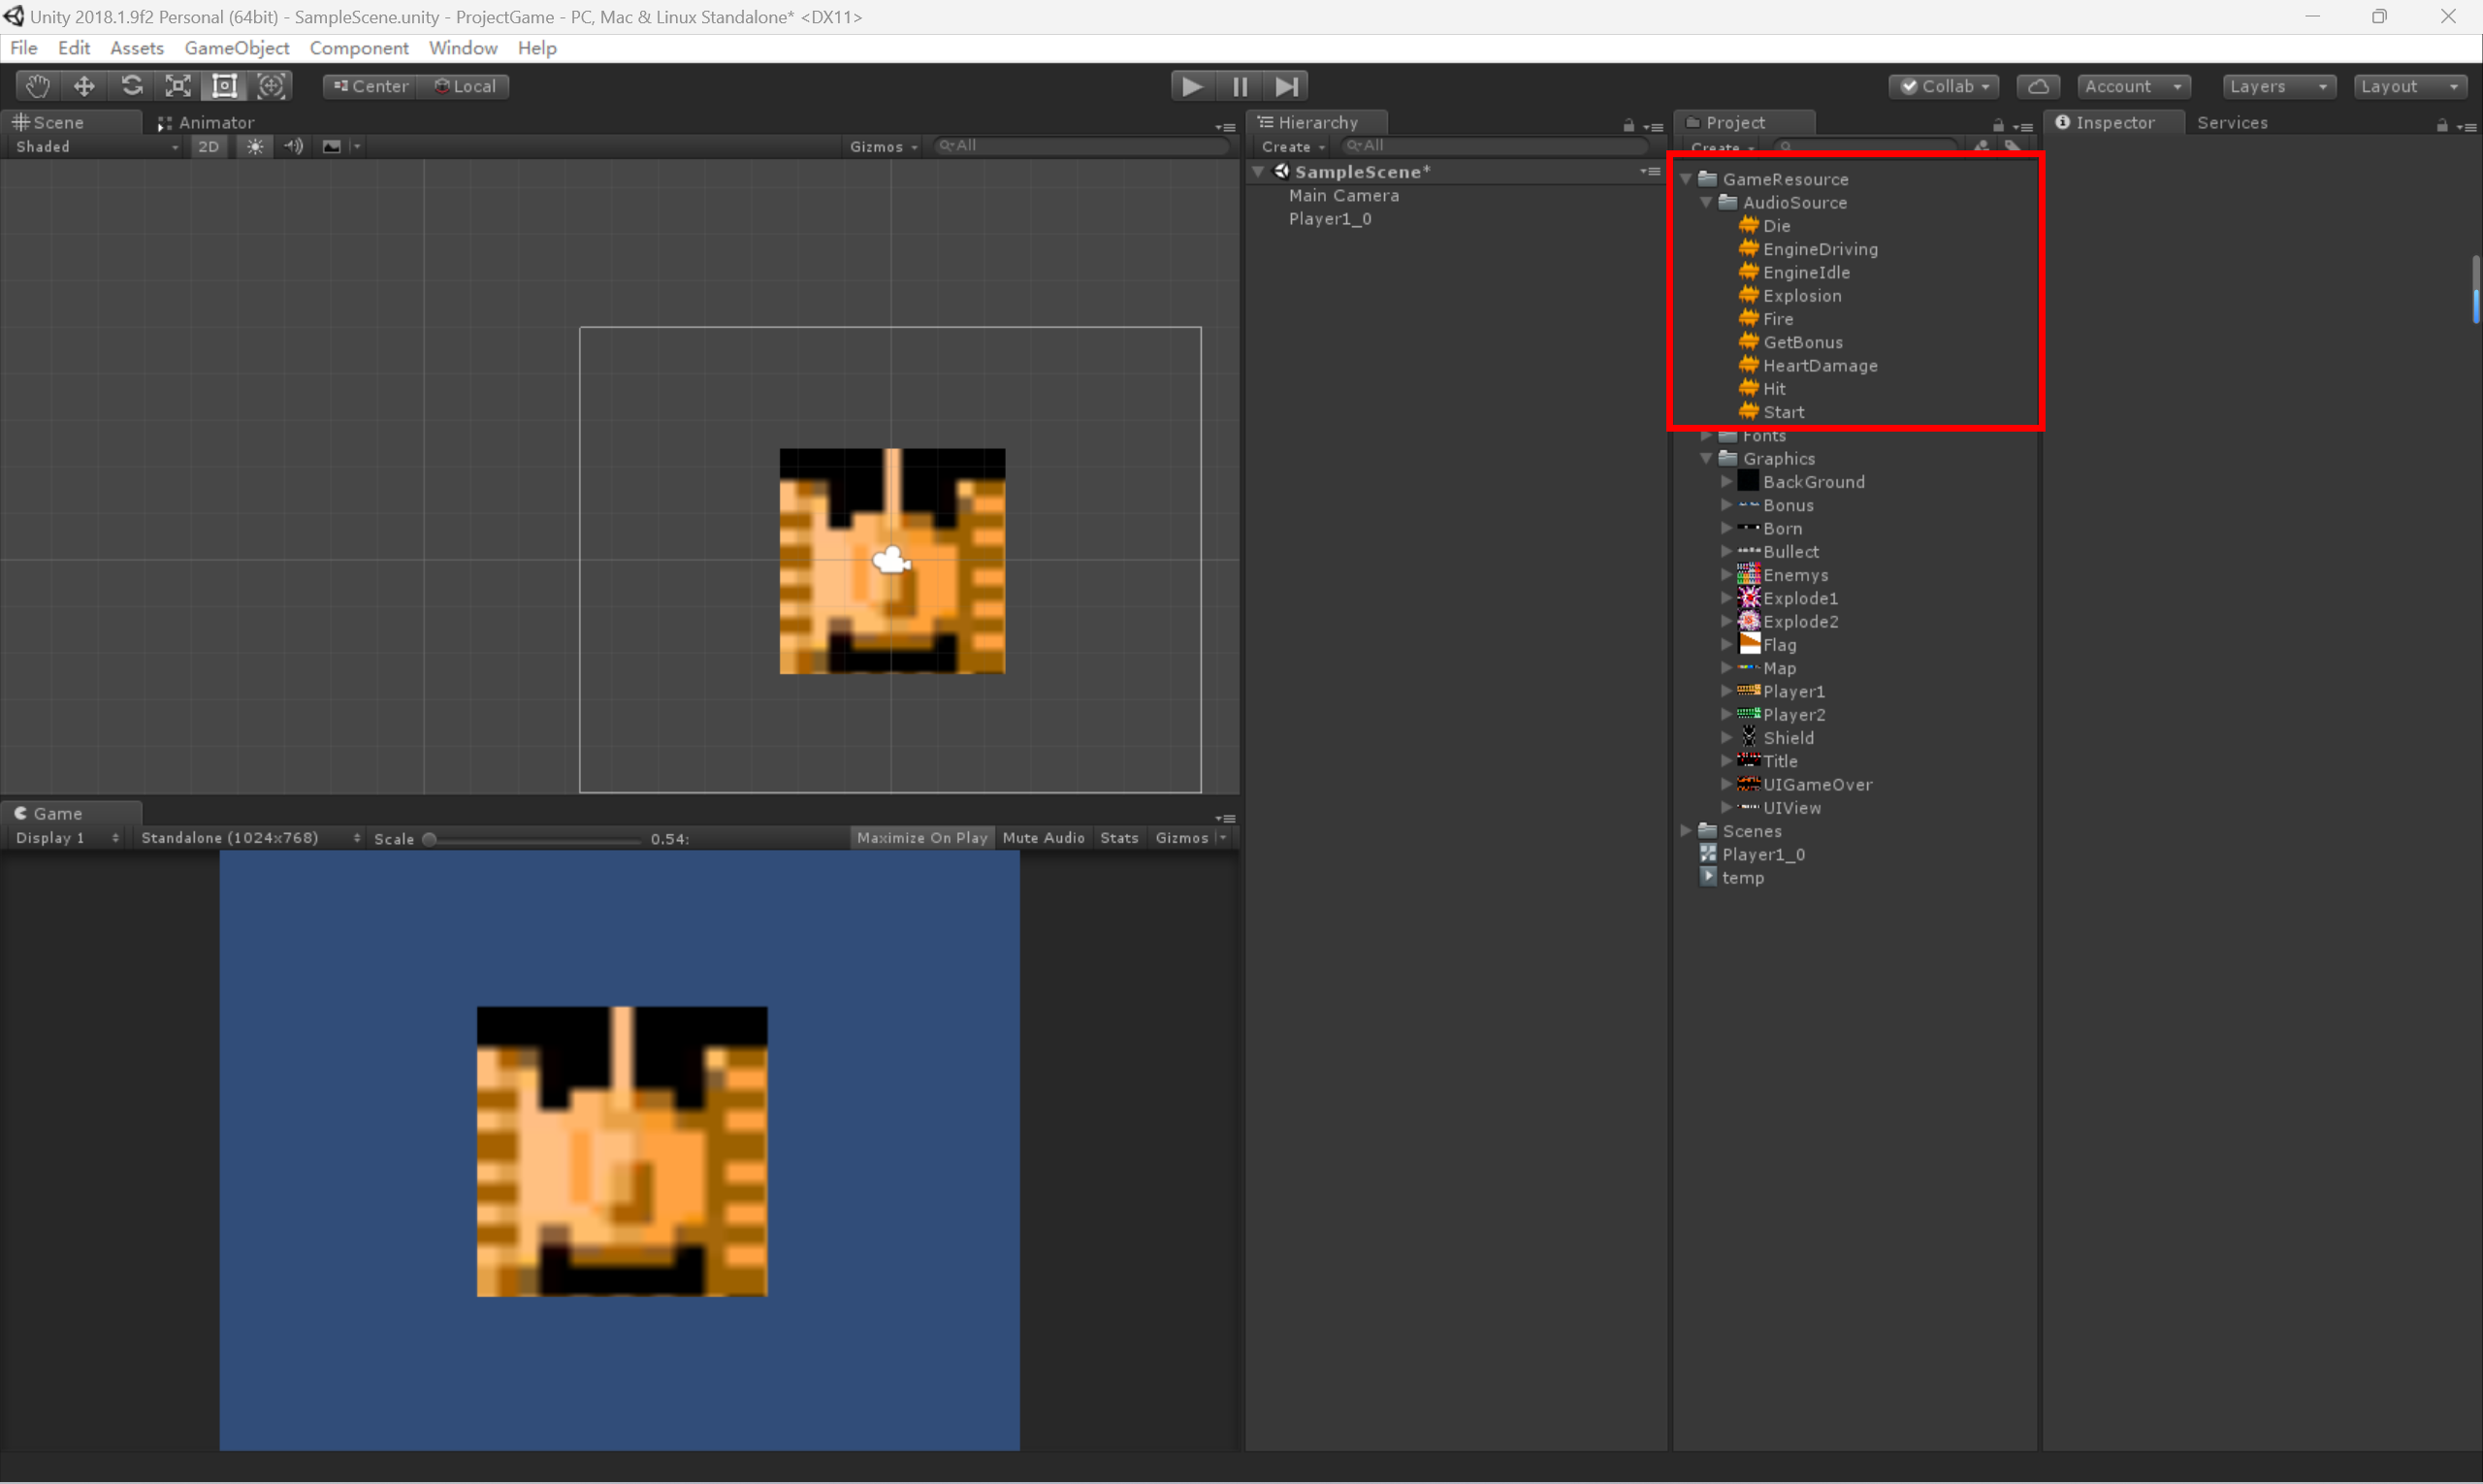 Unity 2018.1.9f2 Personal (64bit) - SampleScene.unity - ProjectGame - PC, Mac & Linux Standalone* <DX11>
File Edit Assets GameObject Component Window Help
Center Local Collab Account Layers Layout
Scene Animator
Shaded 2D Gizmos All
Hierarchy
Create All
SampleScene*
Main Camera
Player1_0
Project
Create
GameResource
AudioSource
Die
EngineDriving
EngineIdle
Explosion
Fire
GetBonus
HeartDamage
Hit
Start
Fonts
Graphics
BackGround
Bonus
Born
Bullect
Enemys
Explode1
Explode2
Flag
Map
Player1
Player2
Shield
Title
UIGameOver
UIView
Scenes
Player1_0
temp
Inspector Services
Game
Display 1 Standalone (1024x768) Scale 0.54: Maximize On Play Mute Audio Stats Gizmos